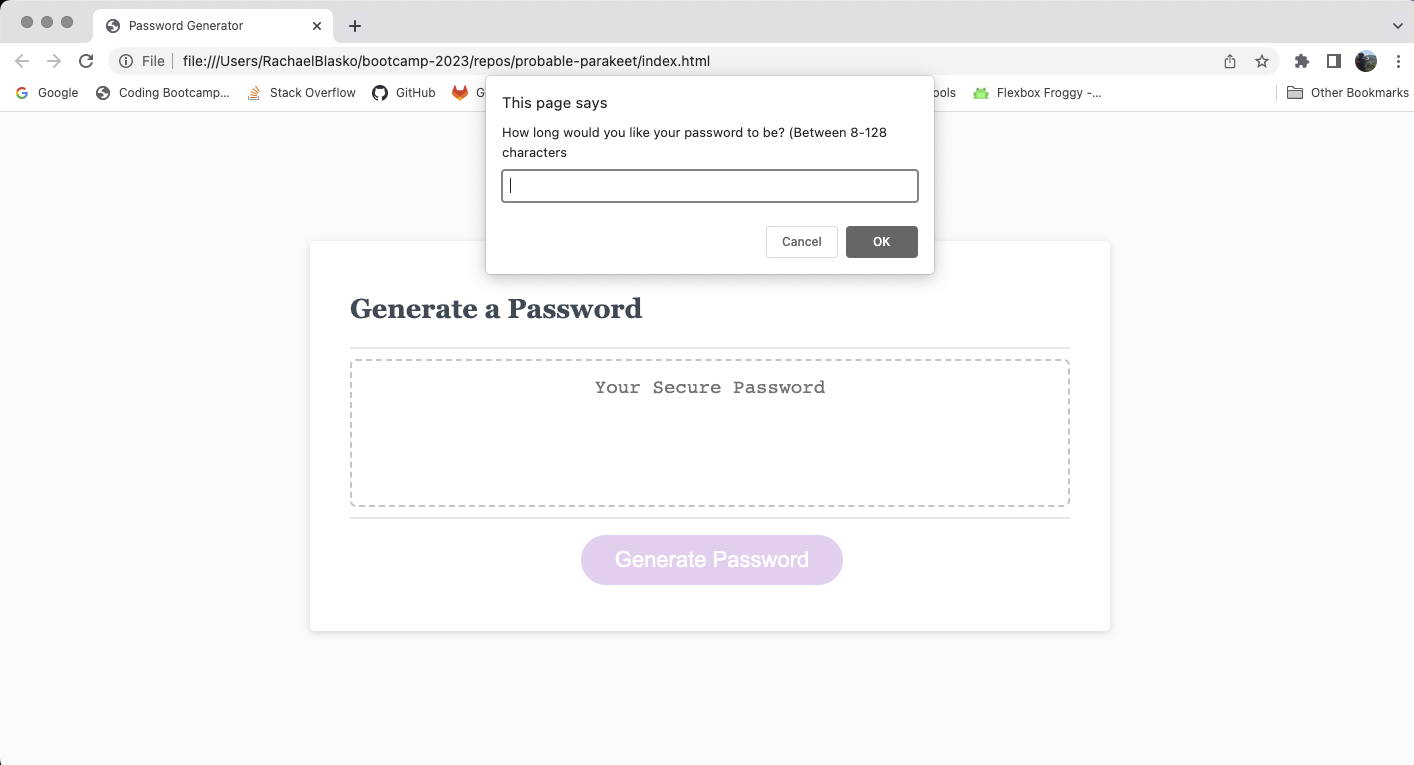 Password Generator
File
file:///Users/RachaelBlasko/bootcamp-2023/repos/probable-parakeet/index.html
Google
Coding Bootcamp...
Stack Overflow
GitHub
G
ools
Flexbox Froggy -...
Other Bookmarks
This page says
How long would you like your password to be? (Between 8-128
characters
Cancel
OK
Generate a Password
Your Secure Password
Generate Password